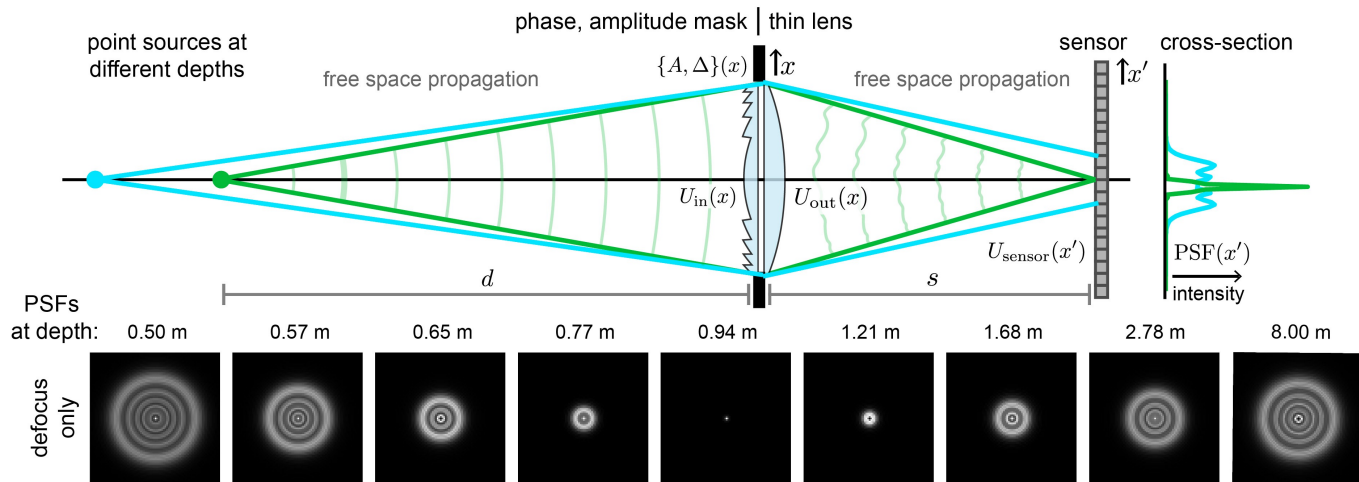 phase, amplitude mask | thin lens
point sources at
different depths
sensor
cross-section
{A, Δ}(x)
x
x′
free space propagation
free space propagation
U_in(x)
U_out(x)
U_sensor(x′)
PSF(x′)
intensity
d
s
PSFs
at depth:
0.50 m
0.57 m
0.65 m
0.77 m
0.94 m
1.21 m
1.68 m
2.78 m
8.00 m
defocus
only